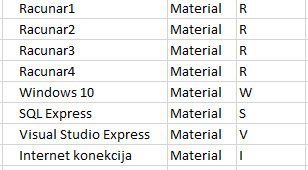 Racunar1 Material R
Racunar2 Material R
Racunar3 Material R
Racunar4 Material R
Windows 10 Material W
SQL Express Material S
Visual Studio Express Material V
Internet konekcija Material I